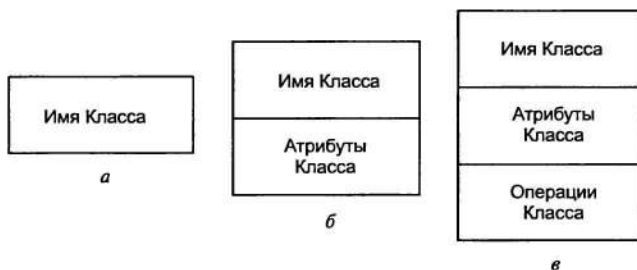 Имя Класса
а
Имя Класса
Атрибуты
Класса
б
Имя Класса
Атрибуты
Класса
Операции
Класса
в